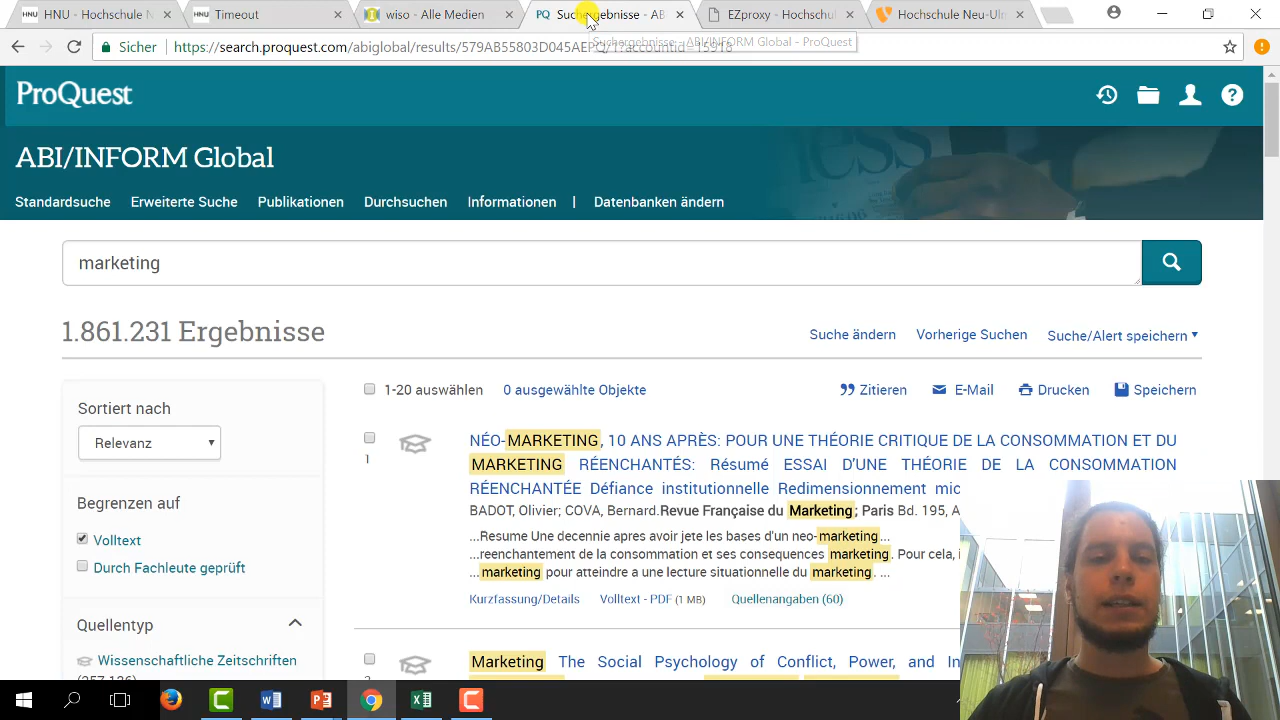 HNU - Hochschule N
Timeout
wiso - Alle Medien
PQ Suchergebnisse - AB
EZproxy - Hochschul
Hochschule Neu-Ulm
Sicher https://search.proquest.com/abiglobal/results/579AB55803D045AEPQ/1?accountid=15918
Suchergebnisse - ABI/INFORM Global - ProQuest
ProQuest
ABI/INFORM Global
Standardsuche Erweiterte Suche Publikationen Durchsuchen Informationen | Datenbanken ändern
marketing
1.861.231 Ergebnisse
Suche ändern Vorherige Suchen Suche/Alert speichern
Sortiert nach
Relevanz
Begrenzen auf
Volltext
Durch Fachleute geprüft
Quellentyp
Wissenschaftliche Zeitschriften
1-20 auswählen 0 ausgewählte Objekte Zitieren E-Mail Drucken Speichern
1
NÉO-MARKETING, 10 ANS APRÈS: POUR UNE THÉORIE CRITIQUE DE LA CONSOMMATION ET DU
MARKETING RÉENCHANTÉS: Résumé ESSAI D'UNE THÉORIE DE LA CONSOMMATION
RÉENCHANTÉE Défiance institutionnelle Redimensionnement mic
BADOT, Olivier; COVA, Bernard.Revue Française du Marketing; Paris Bd. 195, A
...Resume Une decennie apres avoir jete les bases d'un neo-marketing...
...reenchantement de la consommation et ses consequences marketing. Pour cela, i
...marketing pour atteindre a une lecture situationnelle du marketing. ...
Kurzfassung/Details Volltext - PDF (1 MB) Quellenangaben (60)
Marketing The Social Psychology of Conflict, Power, and In